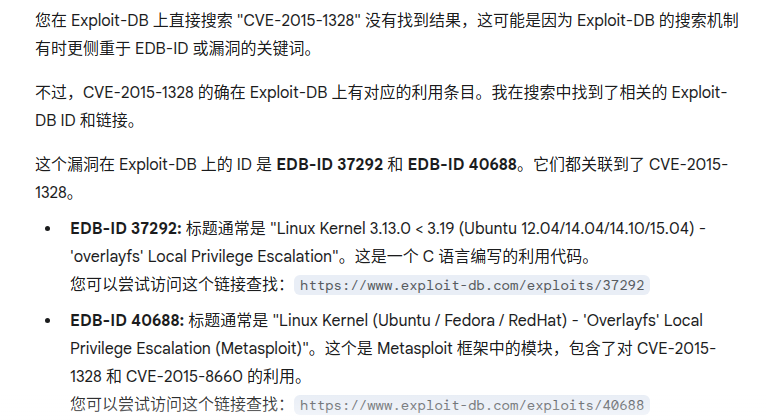 您在 Exploit-DB 上直接搜索 "CVE-2015-1328" 没有找到结果，这可能是因为 Exploit-DB 的搜索机制
有时更侧重于 EDB-ID 或漏洞的关键词。
不过，CVE-2015-1328 的确在 Exploit-DB 上有对应的利用条目。我在搜索中找到了相关的 Exploit-
DB ID 和链接。
这个漏洞在 Exploit-DB 上的 ID 是 EDB-ID 37292 和 EDB-ID 40688。它们都关联到了 CVE-2015-
1328。
• EDB-ID 37292: 标题通常是 "Linux Kernel 3.13.0 < 3.19 (Ubuntu 12.04/14.04/14.10/15.04) -
'overlayfs' Local Privilege Escalation"。这是一个 C 语言编写的利用代码。
您可以尝试访问这个链接查找： https://www.exploit-db.com/exploits/37292
• EDB-ID 40688: 标题通常是 "Linux Kernel (Ubuntu / Fedora / RedHat) - 'Overlayfs' Local
Privilege Escalation (Metasploit)"。这个是 Metasploit 框架中的模块，包含了对 CVE-2015-
1328 和 CVE-2015-8660 的利用。
您可以尝试访问这个链接查找： https://www.exploit-db.com/exploits/40688